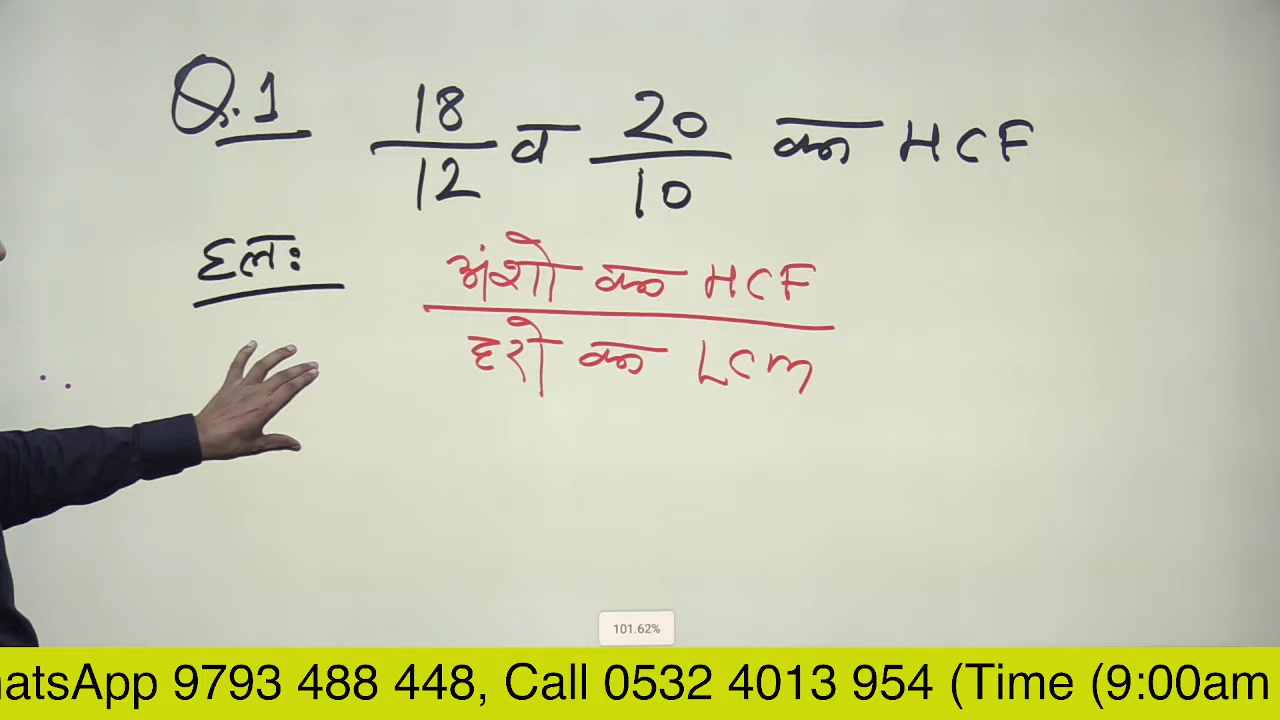 Q.1 18/12 व 20/10 का HCF
हलः अंशो का HCF
हरो का LCM
101.62%
hatsApp 9793 488 448, Call 0532 4013 954 (Time (9:00am